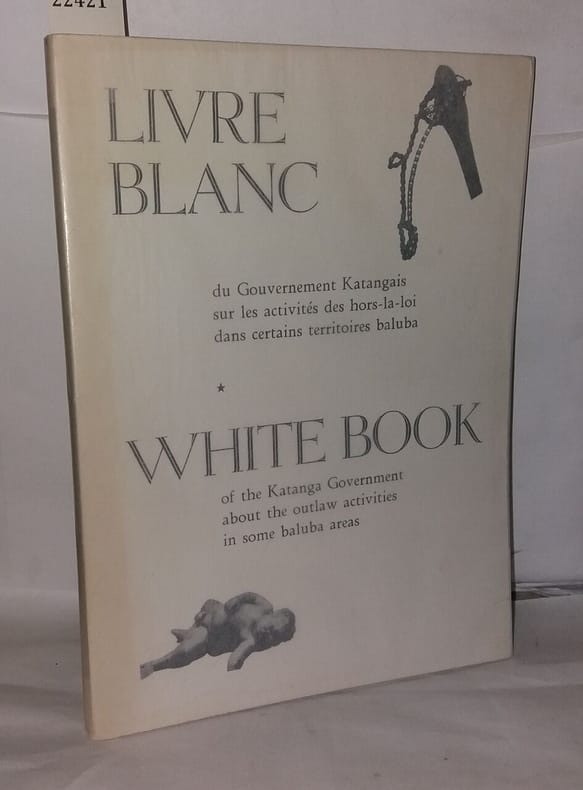 22421
LIVRE
BLANC
du Gouvernement Katangais
sur les activités des hors-la-loi
dans certains territoires baluba
★
WHITE BOOK
of the Katanga Government
about the outlaw activities
in some baluba areas